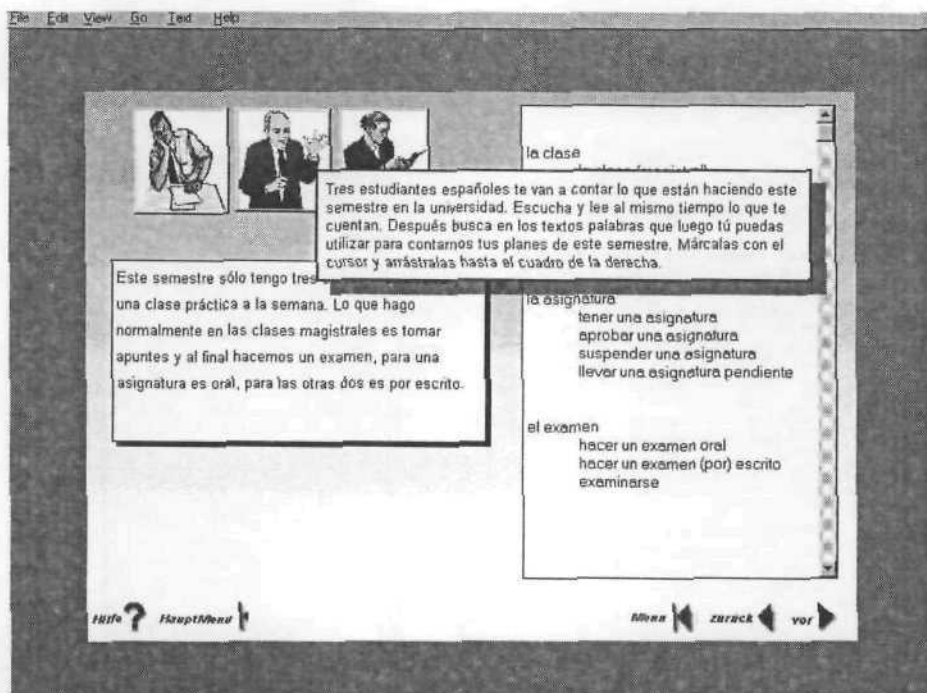 File Edit View Go Text Help
la clase
Tres estudiantes españoles te van a contar lo que están haciendo este
semestre en la universidad. Escucha y lee al mismo tiempo lo que te
cuentan. Después busca en los textos palabras que luego tú puedas
utilizar para contarnos tus planes de este semestre. Márcalas con el
cursor y arrástralas hasta el cuadro de la derecha.
Este semestre sólo tengo tres
una clase práctica a la semana. Lo que hago
normalmente en las clases magistrales es tomar
apuntes y al final hacemos un examen, para una
asignatura es oral, para las otras dos es por escrito.
la asignatura
tener una asignatura
aprobar una asignatura
suspender una asignatura
llevar una asignatura pendiente
el examen
hacer un examen oral
hacer un examen (por) escrito
examinarse
Hilfe ? HauptMenu Menu zurück vor